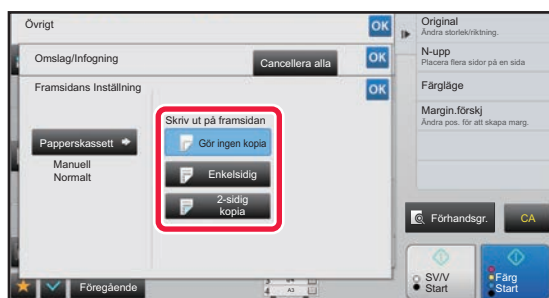 Övrigt
OK
Omslag/Infogning
Cancellera alla
OK
Framsidans Inställning
OK
Skriv ut på framsidan
Papperskassett
Manuell
Normalt
Gör ingen kopia
Enkelsidig
2-sidig
kopia
Föregående
A3
Original
Ändra storlek/riktning.
N-upp
Placera flera sidor på en sida
Färgläge
Margin.förskj
Ändra pos. för att skapa marg.
Förhandsgr.
CA
SV/V
Start
Färg
Start